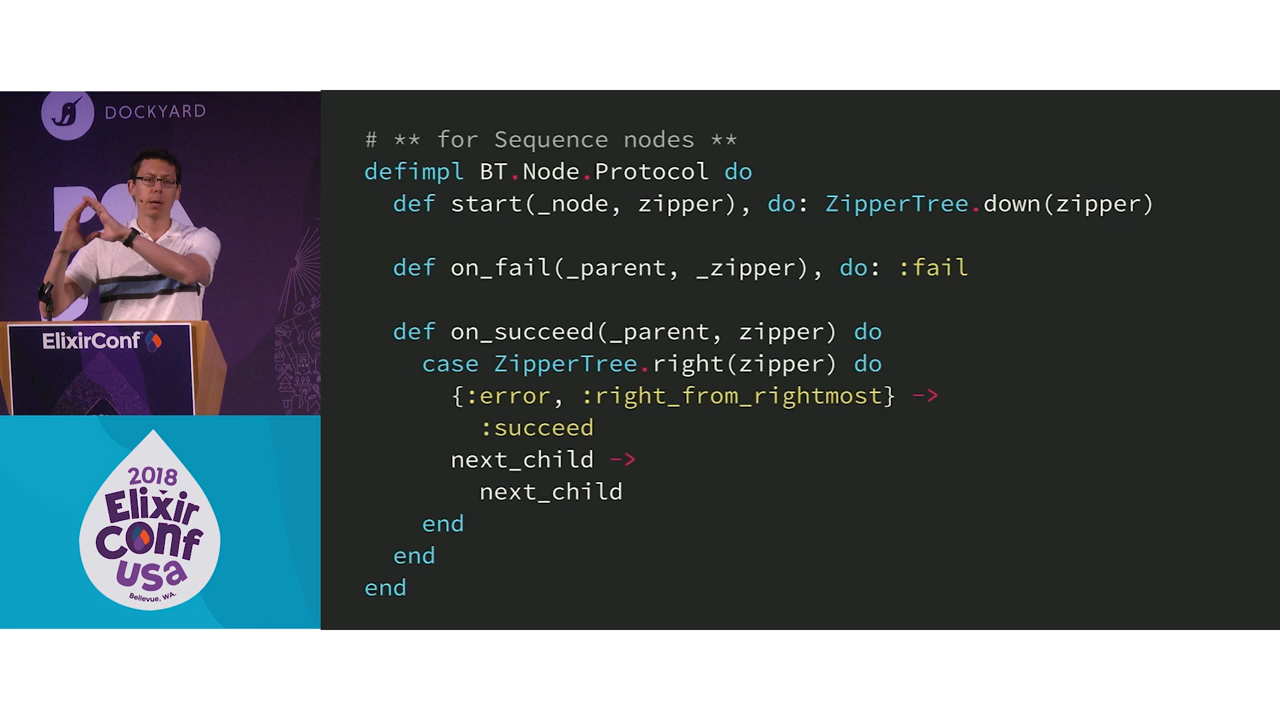 DOCKYARD
ElixirConf
2018
Elixir
Conf
USA
Bellevue, WA.
# ** for Sequence nodes **
defimpl BT.Node.Protocol do
  def start(_node, zipper), do: ZipperTree.down(zipper)
  def on_fail(_parent, _zipper), do: :fail
  def on_succeed(_parent, zipper) do
    case ZipperTree.right(zipper) do
      {:error, :right_from_rightmost} ->
        :succeed
      next_child ->
        next_child
    end
  end
end